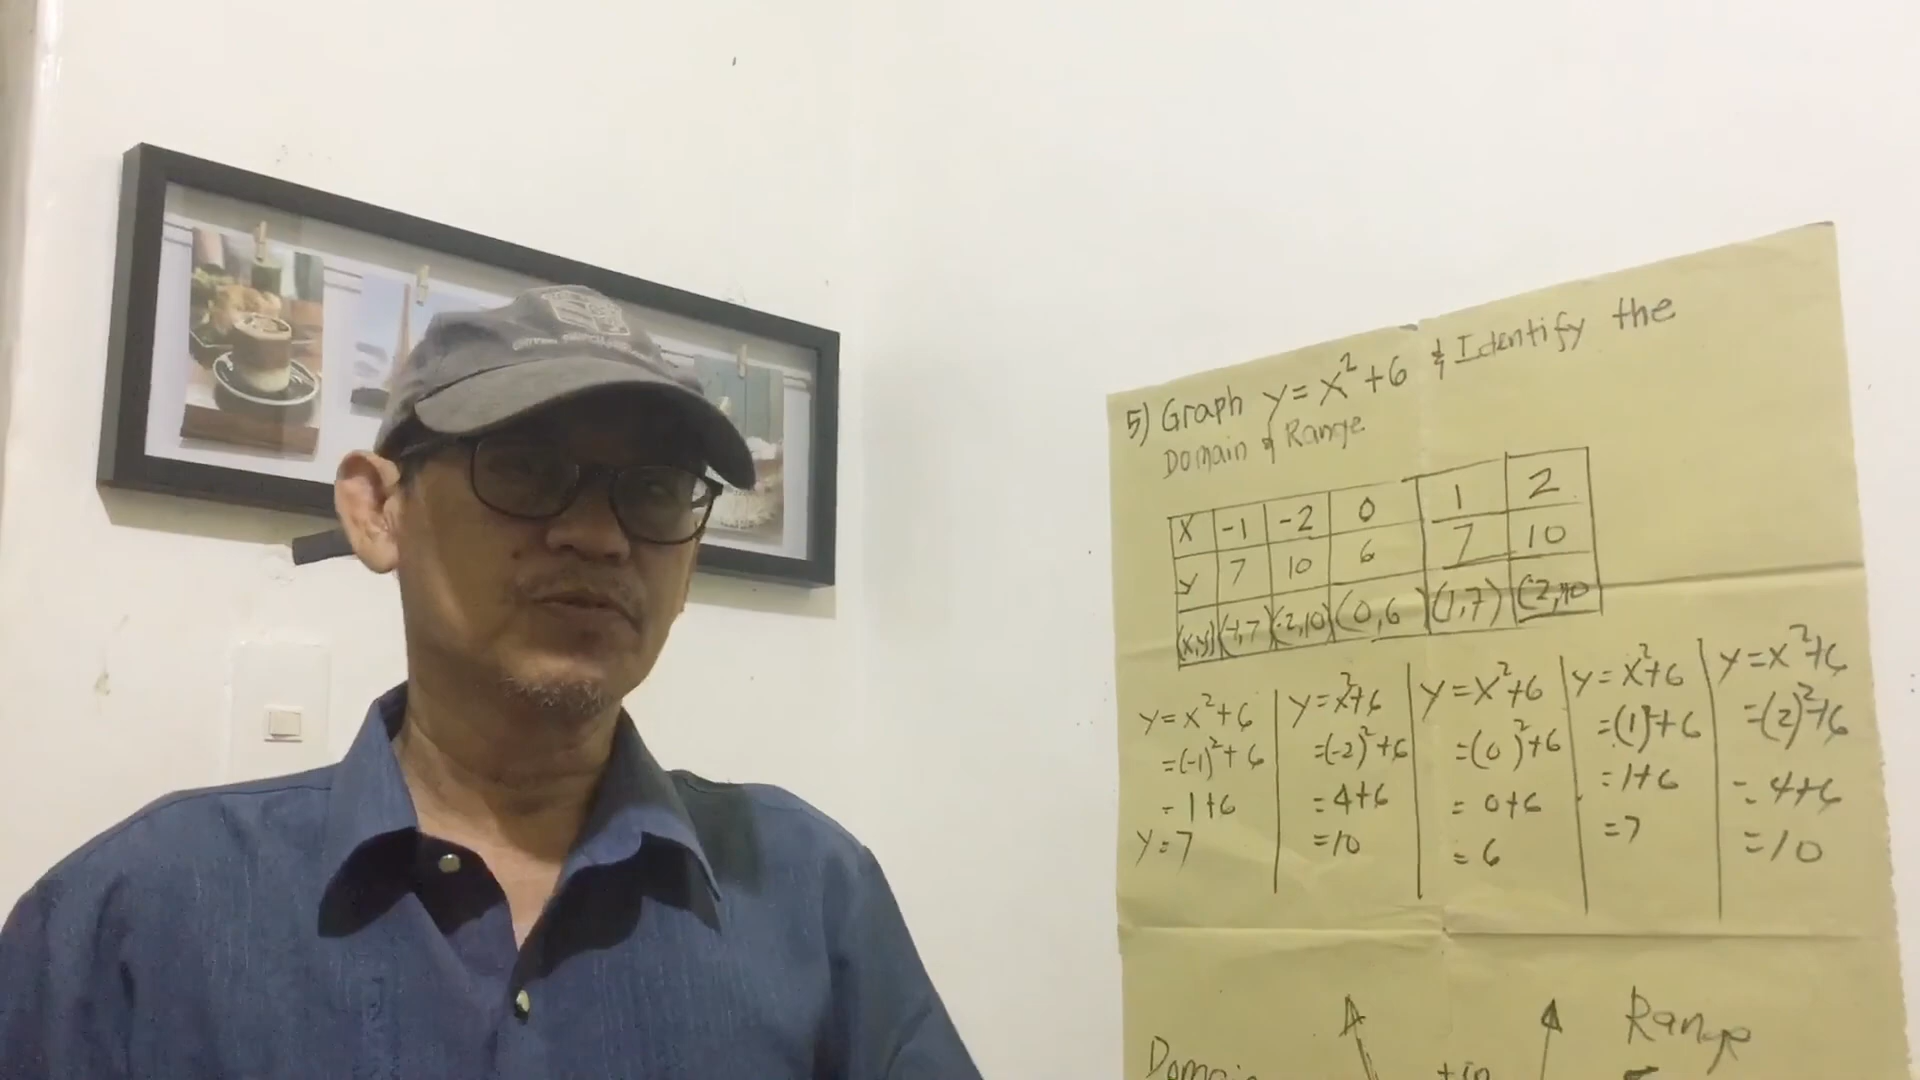 5) Graph y = x² + 6 & Identify the
Domain & Range
x -1 -2 0 1 2
y 7 10 6 7 10
(x,y) (-1,7 (-2,10) (0,6 (1,7) (2,10
y = x² + 6 y = x² + 6 y = x² + 6 y = x² + 6 y = x² + 6
= (-1)² + 6 = (-2)² + 6 = (0)² + 6 = (1)² + 6 = (2)² + 6
= 1 + 6 = 4 + 6 = 0 + 6 = 1 + 6 = 4 + 6
y = 7 = 10 = 6 = 7 = 10
Domain +10 Range